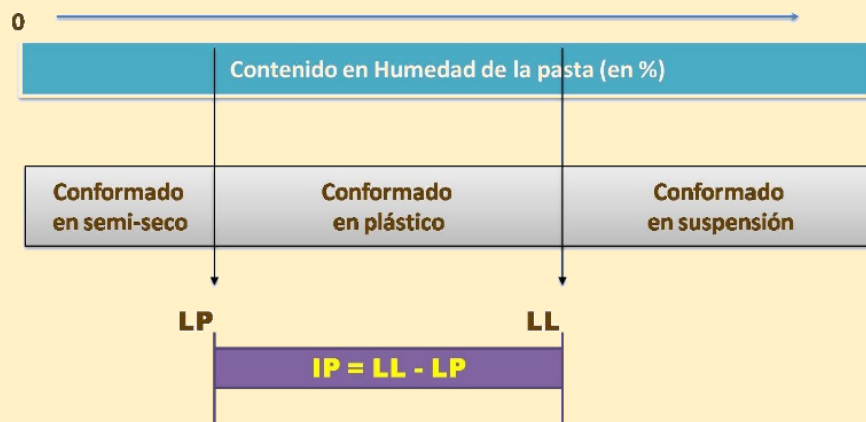 0
Contenido en Humedad de la pasta (en %)
Conformado
en semi-seco
Conformado
en plástico
Conformado
en suspensión
LP
LL
IP = LL - LP